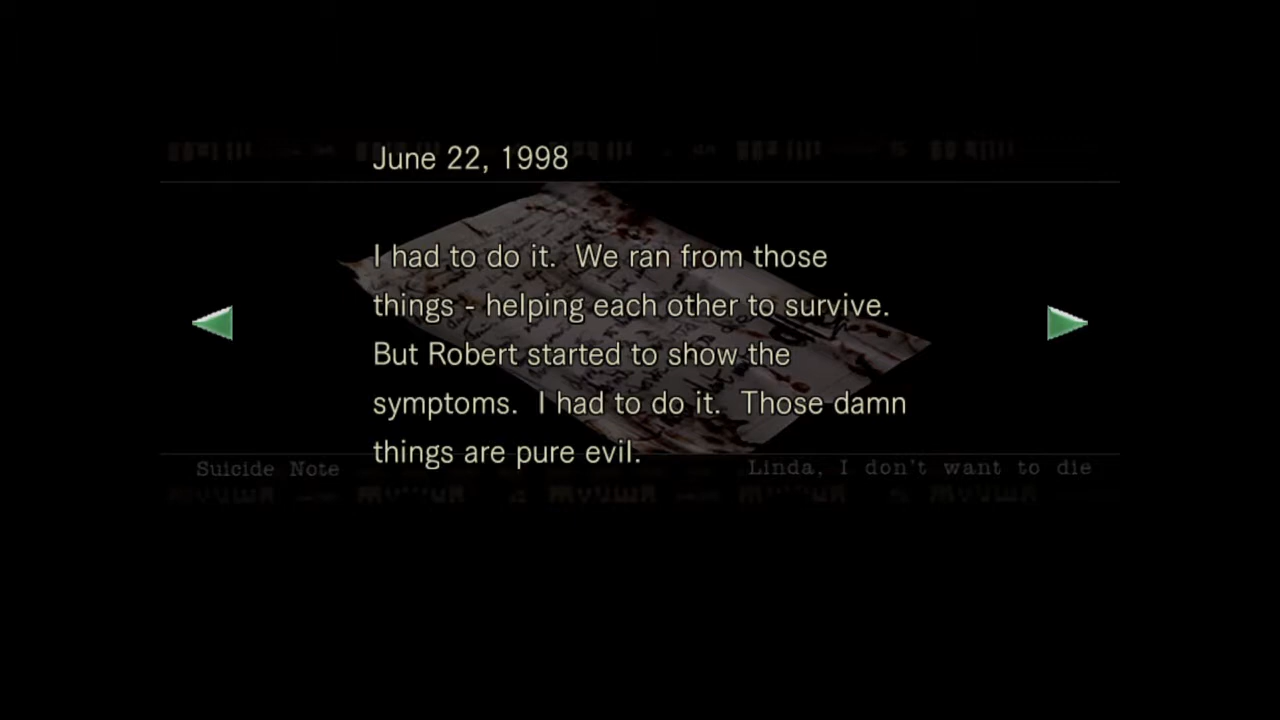 June 22, 1998
I had to do it. We ran from those
things - helping each other to survive.
But Robert started to show the
symptoms. I had to do it. Those damn
things are pure evil.
Suicide Note
Linda, I don't want to die